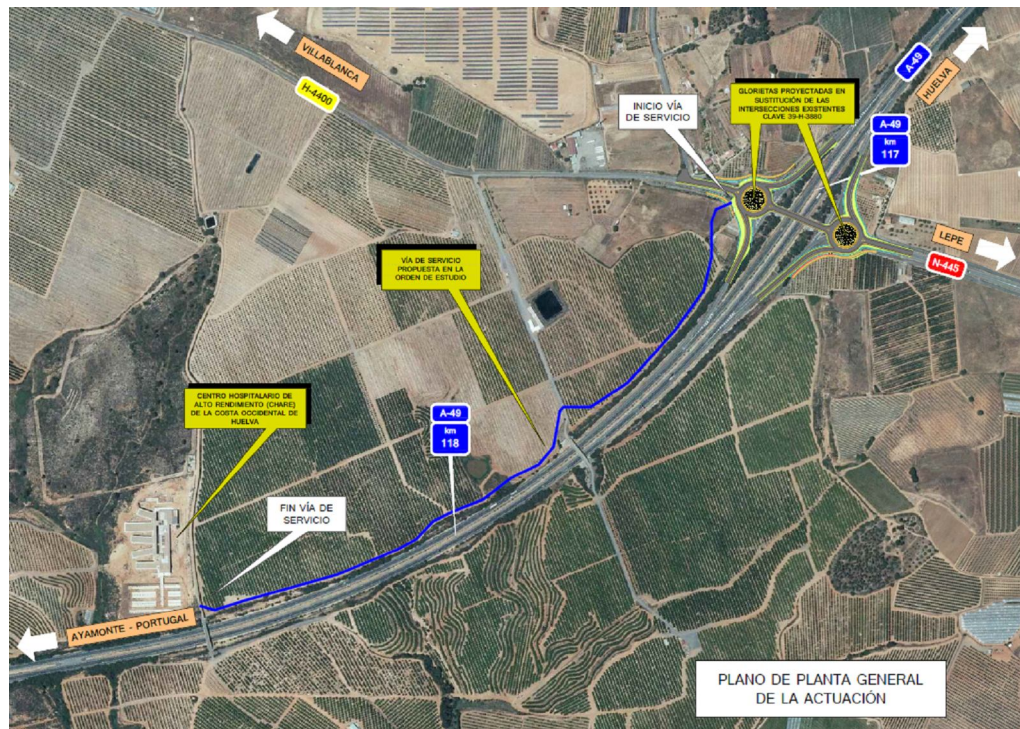 VILLABLANCA
H-4400
INICIO VÍA
DE SERVICIO
GLORIETAS PROYECTADAS EN
SUSTITUCIÓN DE LAS
INTERSECCIONES EXISTENTES
CLAVE 39-H-3880
A-49
HUELVA
A-49
km
117
LEPE
N-445
VÍA DE SERVICIO
PROPUESTA EN LA
ORDEN DE ESTUDIO
CENTRO HOSPITALARIO DE
ALTO RENDIMIENTO (CHARE)
DE LA COSTA OCCIDENTAL DE
HUELVA
A-49
km
118
FIN VÍA DE
SERVICIO
AYAMONTE - PORTUGAL
PLANO DE PLANTA GENERAL
DE LA ACTUACIÓN